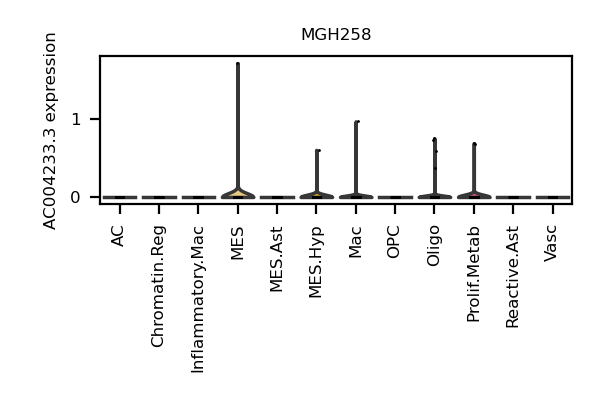 MGH258
AC004233.3 expression
1
0
AC
Chromatin.Reg
Inflammatory.Mac
MES
MES.Ast
MES.Hyp
Mac
OPC
Oligo
Prolif.Metab
Reactive.Ast
Vasc